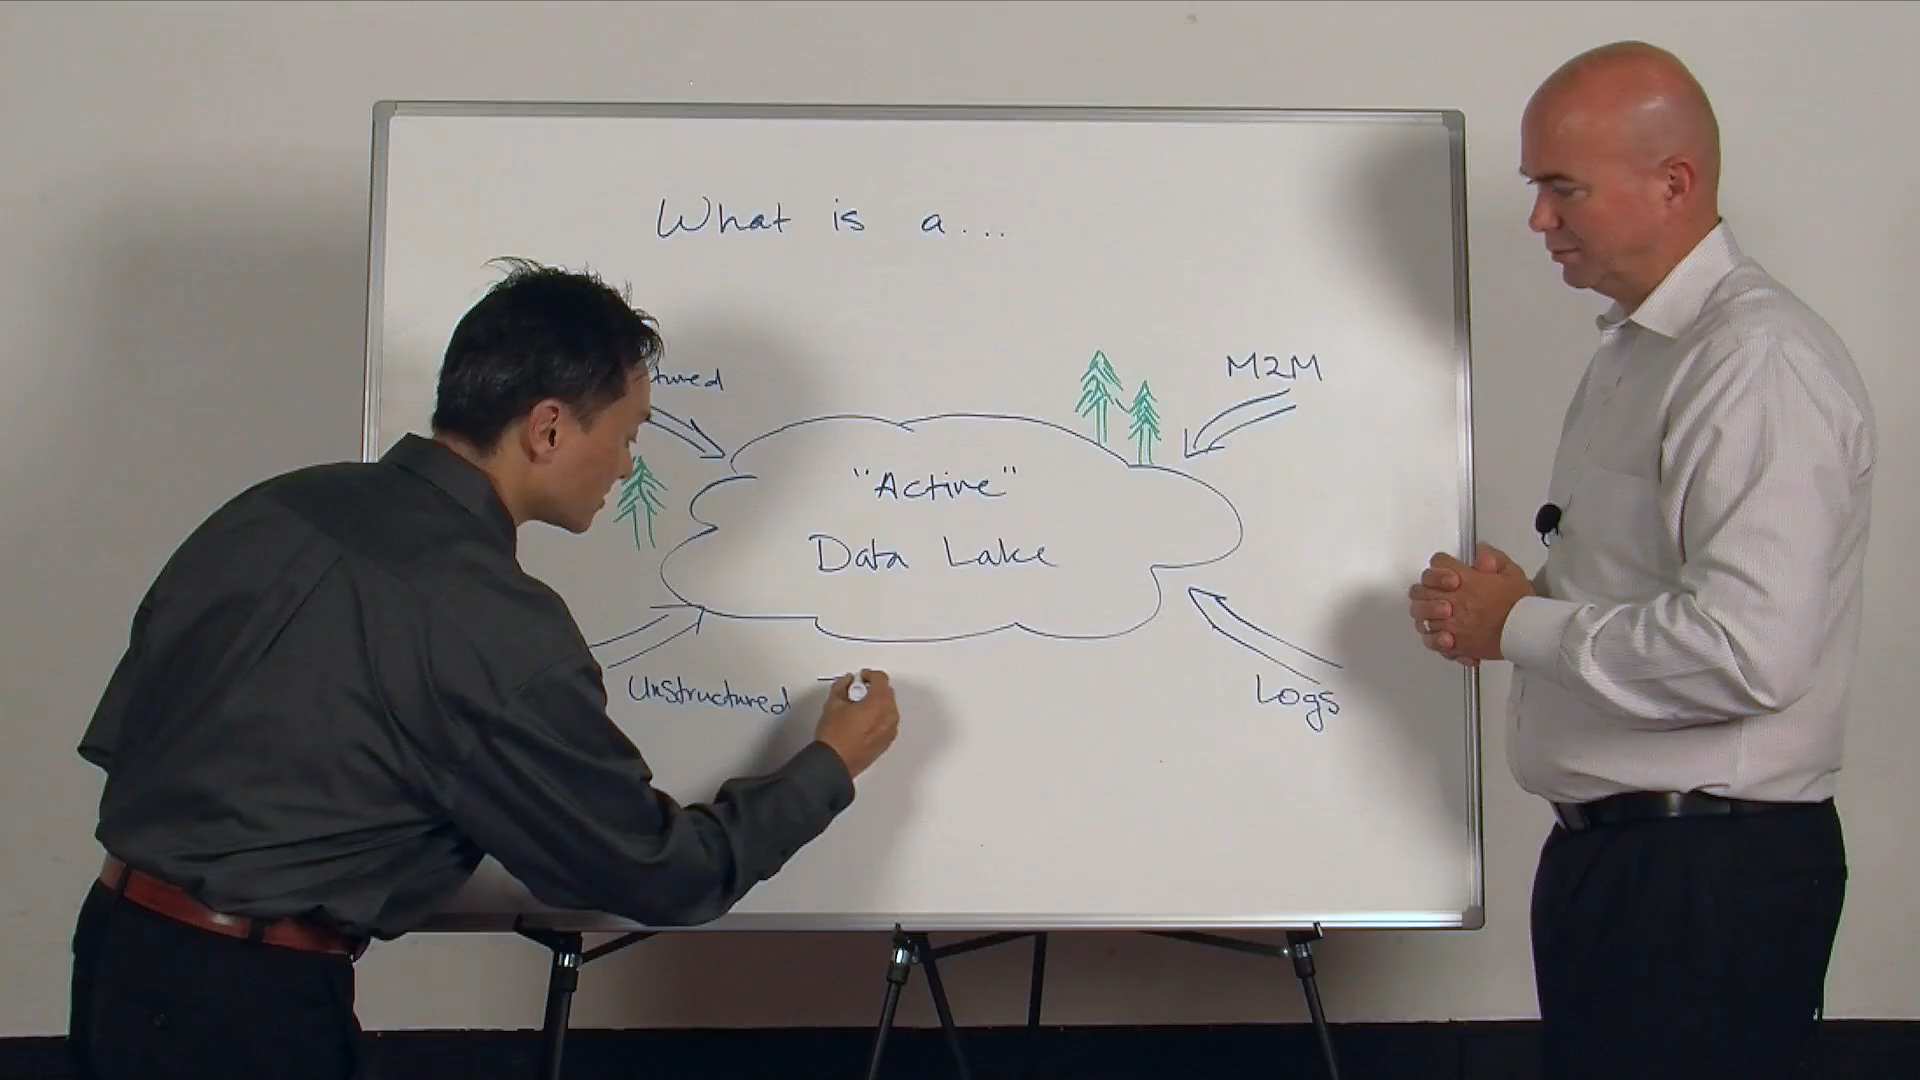 What is a...
M2M
"Active"
Data Lake
Unstructured
Logs